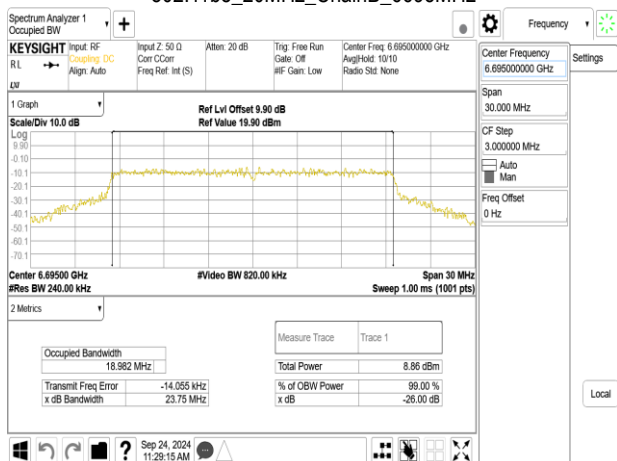 Spectrum Analyzer 1
Occupied BW
+
Frequency
KEYSIGHT
RL
Input: RF
Coupling: DC
Align: Auto
Input Z: 50 Ω
Corr CCorr
Freq Ref: Int (S)
Atten: 20 dB
Trig: Free Run
Gate: Off
#IF Gain: Low
Center Freq: 6.695000000 GHz
Avg|Hold: 10/10
Radio Std: None
Center Frequency
6.695000000 GHz
Settings
Span
30.000 MHz
CF Step
3.000000 MHz
Auto
Man
Freq Offset
0 Hz
Local
1 Graph
Scale/Div 10.0 dB
Ref Lvl Offset 9.90 dB
Ref Value 19.90 dBm
Log
9.90
-0.10
-10.1
-20.1
-30.1
-40.1
-50.1
-60.1
-70.1
Center 6.69500 GHz
#Res BW 240.00 kHz
#Video BW 820.00 kHz
Span 30 MHz
Sweep 1.00 ms (1001 pts)
2 Metrics
Measure Trace
Trace 1
Occupied Bandwidth
18.982 MHz
Total Power
8.86 dBm
Transmit Freq Error
-14.055 kHz
% of OBW Power
99.00 %
x dB Bandwidth
23.75 MHz
x dB
-26.00 dB
?
Sep 24, 2024
11:29:15 AM